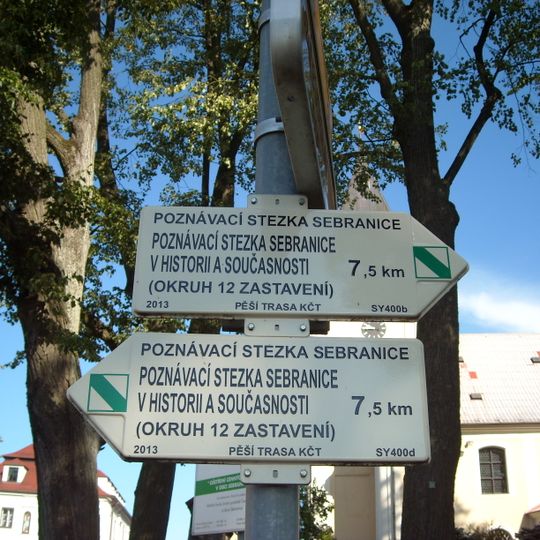 POZNÁVACÍ STEZKA SEBRANICE
POZNÁVACÍ STEZKA SEBRANICE
V HISTORII A SOUČASNOSTI 7,5 km
(OKRUH 12 ZASTAVENÍ)
2013 PĚŠÍ TRASA KČT SY400b
POZNÁVACÍ STEZKA SEBRANICE
POZNÁVACÍ STEZKA SEBRANICE
V HISTORII A SOUČASNOSTI 7,5 km
(OKRUH 12 ZASTAVENÍ)
2013 PĚŠÍ TRASA KČT SY400d